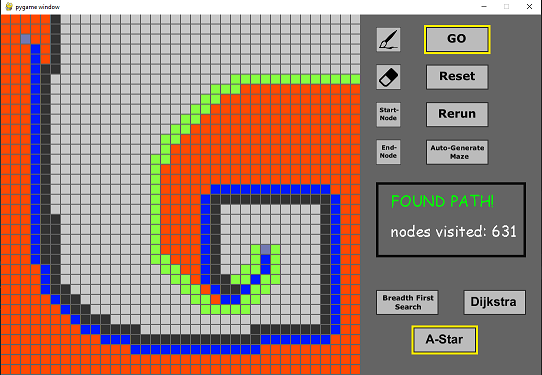 pygame window
GO
Reset
Start-
Node
Rerun
End-
Node
Auto-Generate
Maze
FOUND PATH!
nodes visited: 631
Breadth First
Search
Dijkstra
A-Star